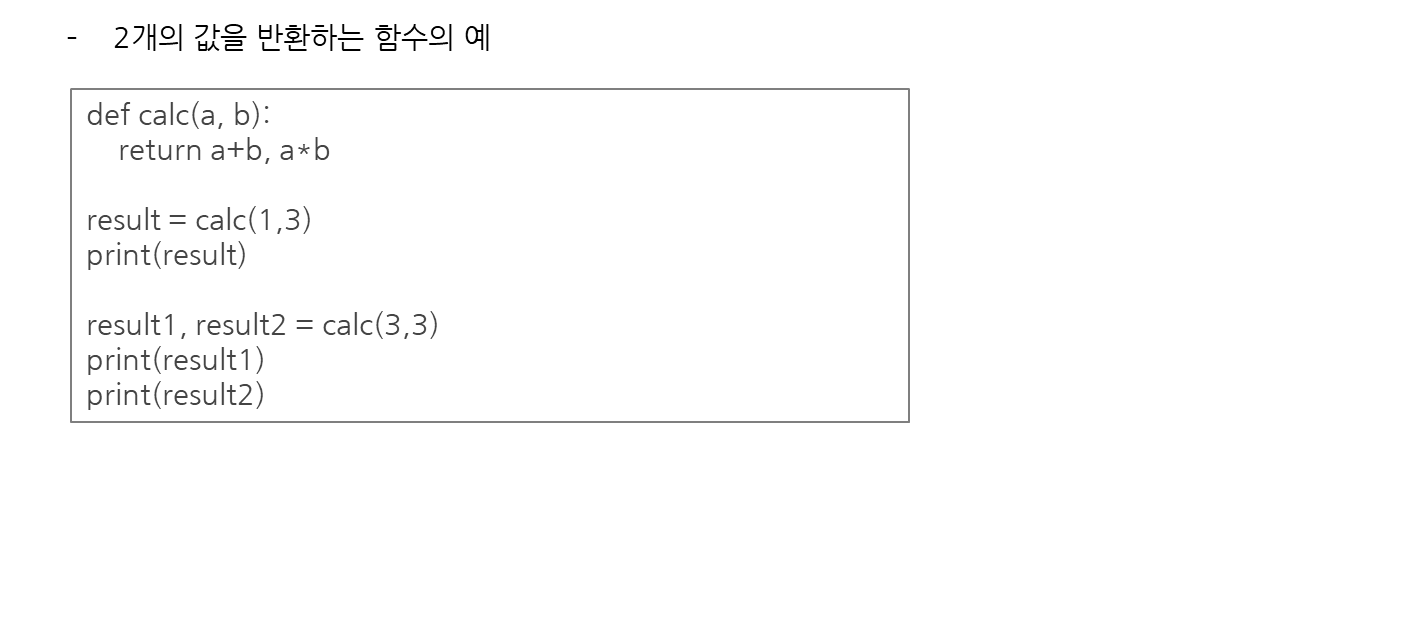 - 2개의 값을 반환하는 함수의 예
def calc(a, b):
    return a+b, a*b
result = calc(1,3)
print(result)
result1, result2 = calc(3,3)
print(result1)
print(result2)